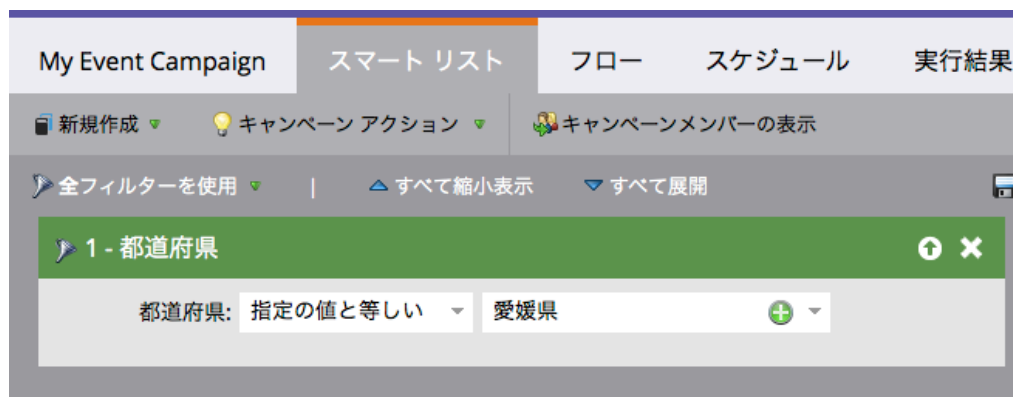 My Event Campaign スマート リスト フロー スケジュール 実行結果
新規作成 キャンペーン アクション キャンペーンメンバーの表示
全フィルターを使用 | すべて縮小表示 すべて展開
1 - 都道府県
都道府県: 指定の値と等しい 愛媛県